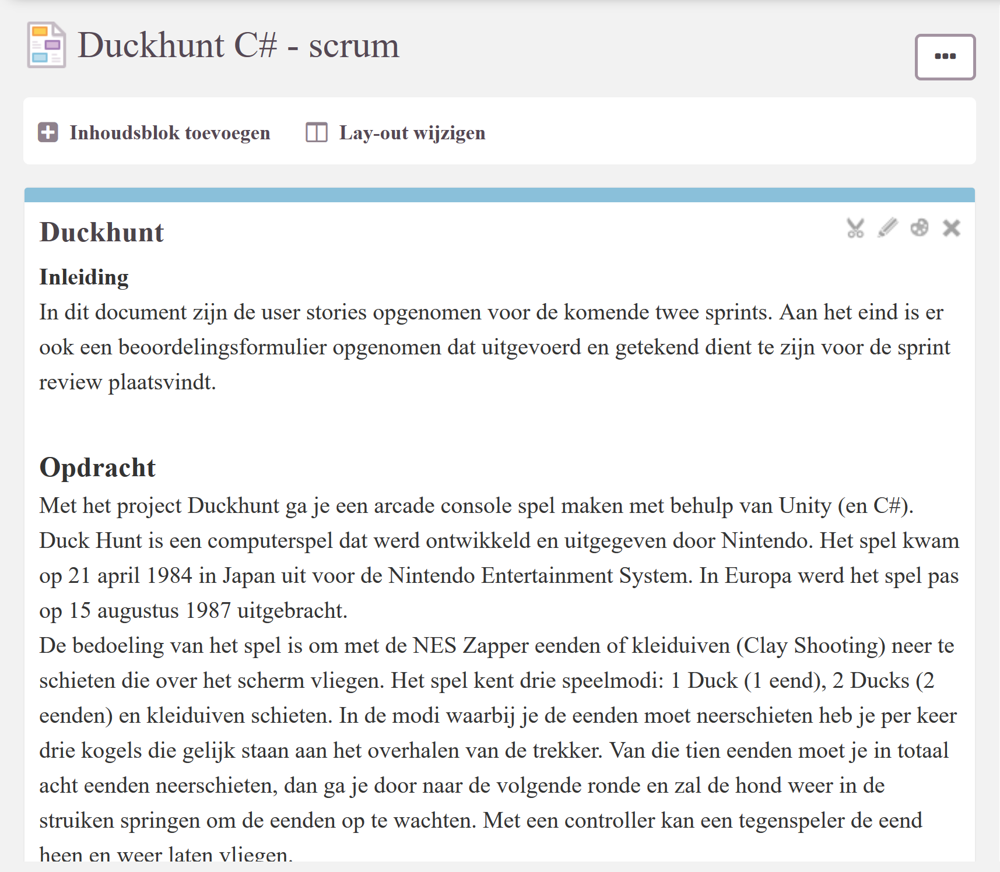 Duckhunt C# - scrum
Inhoudsblok toevoegen Lay-out wijzigen
Duckhunt
Inleiding
In dit document zijn de user stories opgenomen voor de komende twee sprints. Aan het eind is er
ook een beoordelingsformulier opgenomen dat uitgevoerd en getekend dient te zijn voor de sprint
review plaatsvindt.
Opdracht
Met het project Duckhunt ga je een arcade console spel maken met behulp van Unity (en C#).
Duck Hunt is een computerspel dat werd ontwikkeld en uitgegeven door Nintendo. Het spel kwam
op 21 april 1984 in Japan uit voor de Nintendo Entertainment System. In Europa werd het spel pas
op 15 augustus 1987 uitgebracht.
De bedoeling van het spel is om met de NES Zapper eenden of kleiduiven (Clay Shooting) neer te
schieten die over het scherm vliegen. Het spel kent drie speelmodi: 1 Duck (1 eend), 2 Ducks (2
eenden) en kleiduiven schieten. In de modi waarbij je de eenden moet neerschieten heb je per keer
drie kogels die gelijk staan aan het overhalen van de trekker. Van die tien eenden moet je in totaal
acht eenden neerschieten, dan ga je door naar de volgende ronde en zal de hond weer in de
struiken springen om de eenden op te wachten. Met een controller kan een tegenspeler de eend
heen en weer laten vliegen.